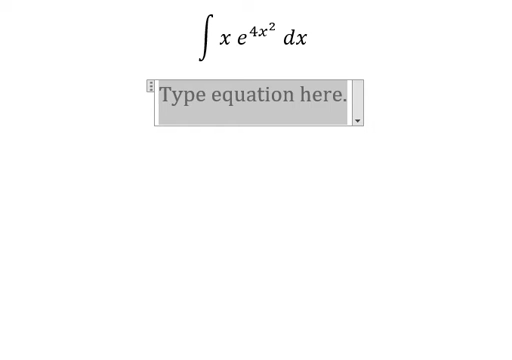 ∫ x e^{4x^2} dx
Type equation here.